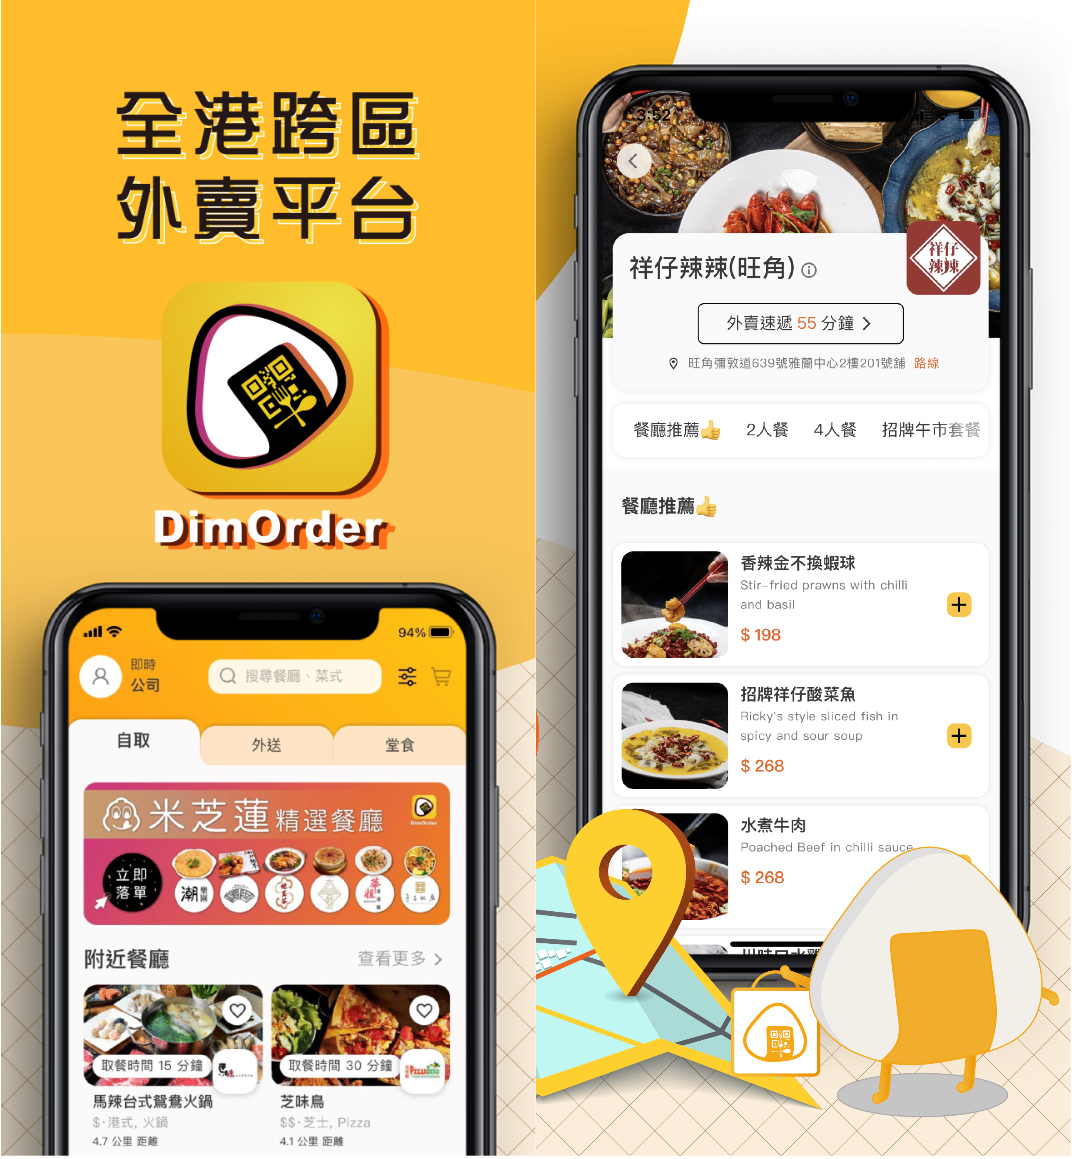 全港跨區
外賣平台
DimOrder
94%
即時
公司
搜尋餐廳、菜式
自取
外送
堂食
米芝蓮精選餐廳
DimOrder
立即
落單
潮
樂園
附近餐廳
查看更多 >
取餐時間 15 分鐘
取餐時間 30 分鐘
馬辣台式鴛鴦火鍋
$·港式, 火鍋
4.7 公里 距離
芝味鳥
$$·芝士, Pizza
4.1 公里 距離
3:52
祥仔辣辣(旺角)
祥仔
辣辣
外賣速遞 55 分鐘 >
旺角彌敦道639號雅蘭中心2樓201號舖 路線
餐廳推薦👍 2人餐 4人餐 招牌午市套餐
餐廳推薦👍
香辣金不換蝦球
Stir-fried prawns with chilli
and basil
$ 198
招牌祥仔酸菜魚
Ricky's style sliced fish in
spicy and sour soup
$ 268
水煮牛肉
Poached Beef in chilli sauce
$ 268